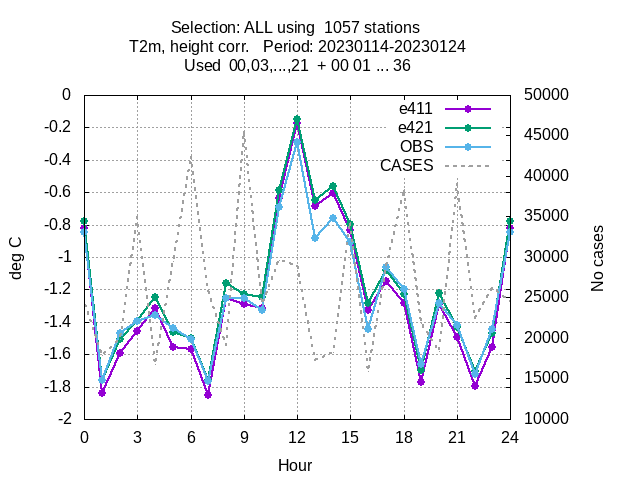 Selection: ALL using  1057 stations
T2m, height corr.   Period: 20230114-20230124
Used  00,03,...,21  + 00 01 ... 36
e411
e421
OBS
CASES
0
-0.2
-0.4
-0.6
-0.8
-1
-1.2
-1.4
-1.6
-1.8
-2
deg C
50000
45000
40000
35000
30000
25000
20000
15000
10000
No cases
0 3 6 9 12 15 18 21 24
Hour